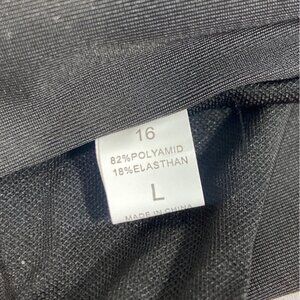 16
82%POLYAMID
18%ELASTHAN
L
MADE IN CHINA